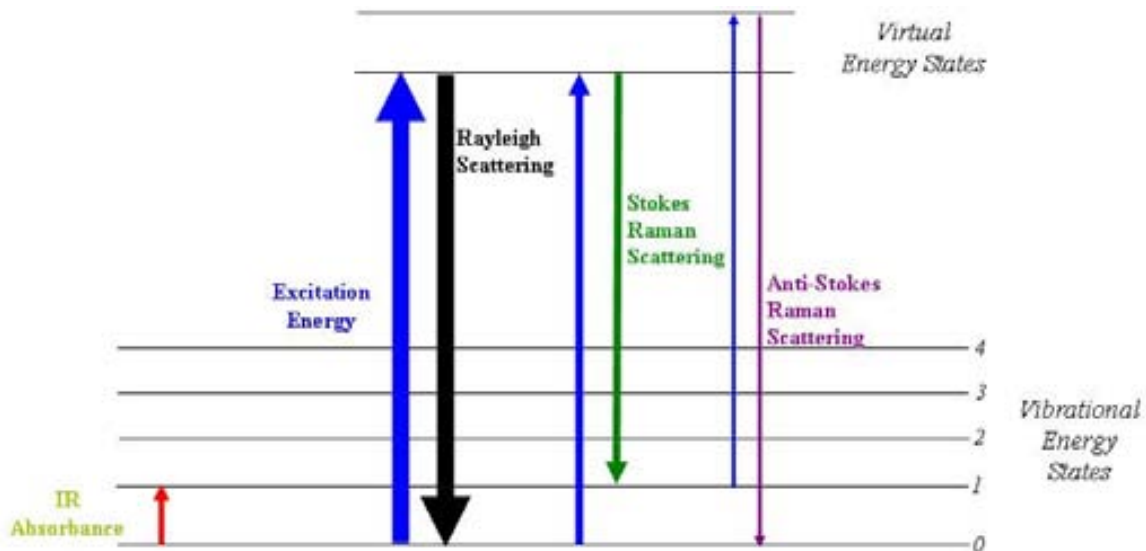 Virtual
Energy States
Rayleigh
Scattering
Stokes
Raman
Scattering
Excitation
Energy
Anti-Stokes
Raman
Scattering
4
3
2
1
0
Vibrational
Energy
States
IR
Absorbance